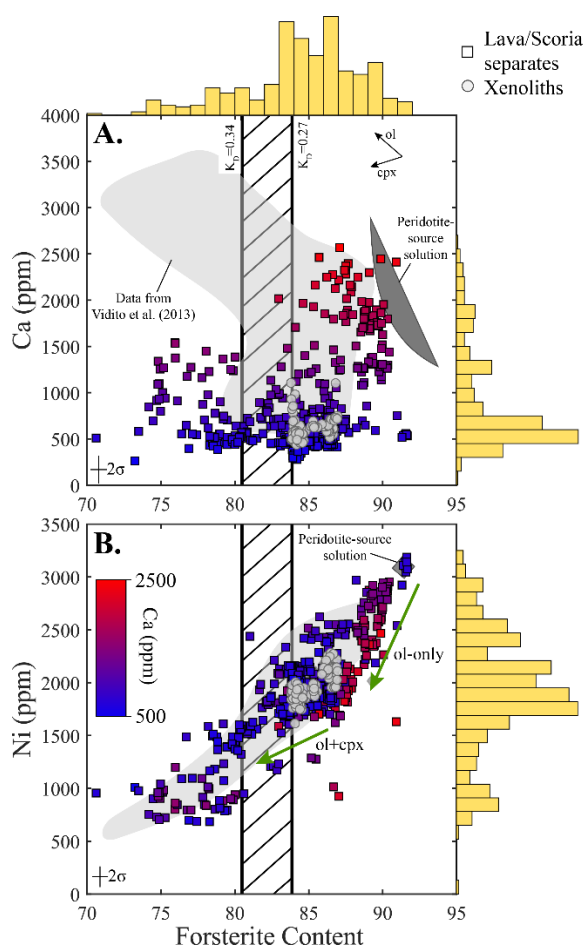 Lava/Scoria
separates
Xenoliths
4000
3500
3000
2500
2000
1500
1000
500
0
Ca (ppm)
A.
K_D=0.34
K_D=0.27
ol
cpx
Peridotite-
source
solution
Data from
Vidito et al. (2013)
2σ
70
75
80
85
90
95
3500
3000
2500
2000
1500
1000
500
0
Ni (ppm)
B.
Peridotite-source
solution
2500
Ca (ppm)
500
ol-only
ol+cpx
2σ
70
75
80
85
90
95
Forsterite Content